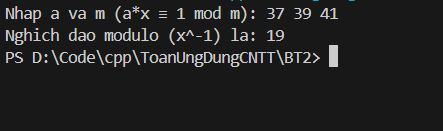 Nhap a va m (a*x ≡ 1 mod m): 37 39 41
Nghich dao modulo (x^-1) la: 19
PS D:\Code\cpp\ToanUngDungCNTT\BT2>